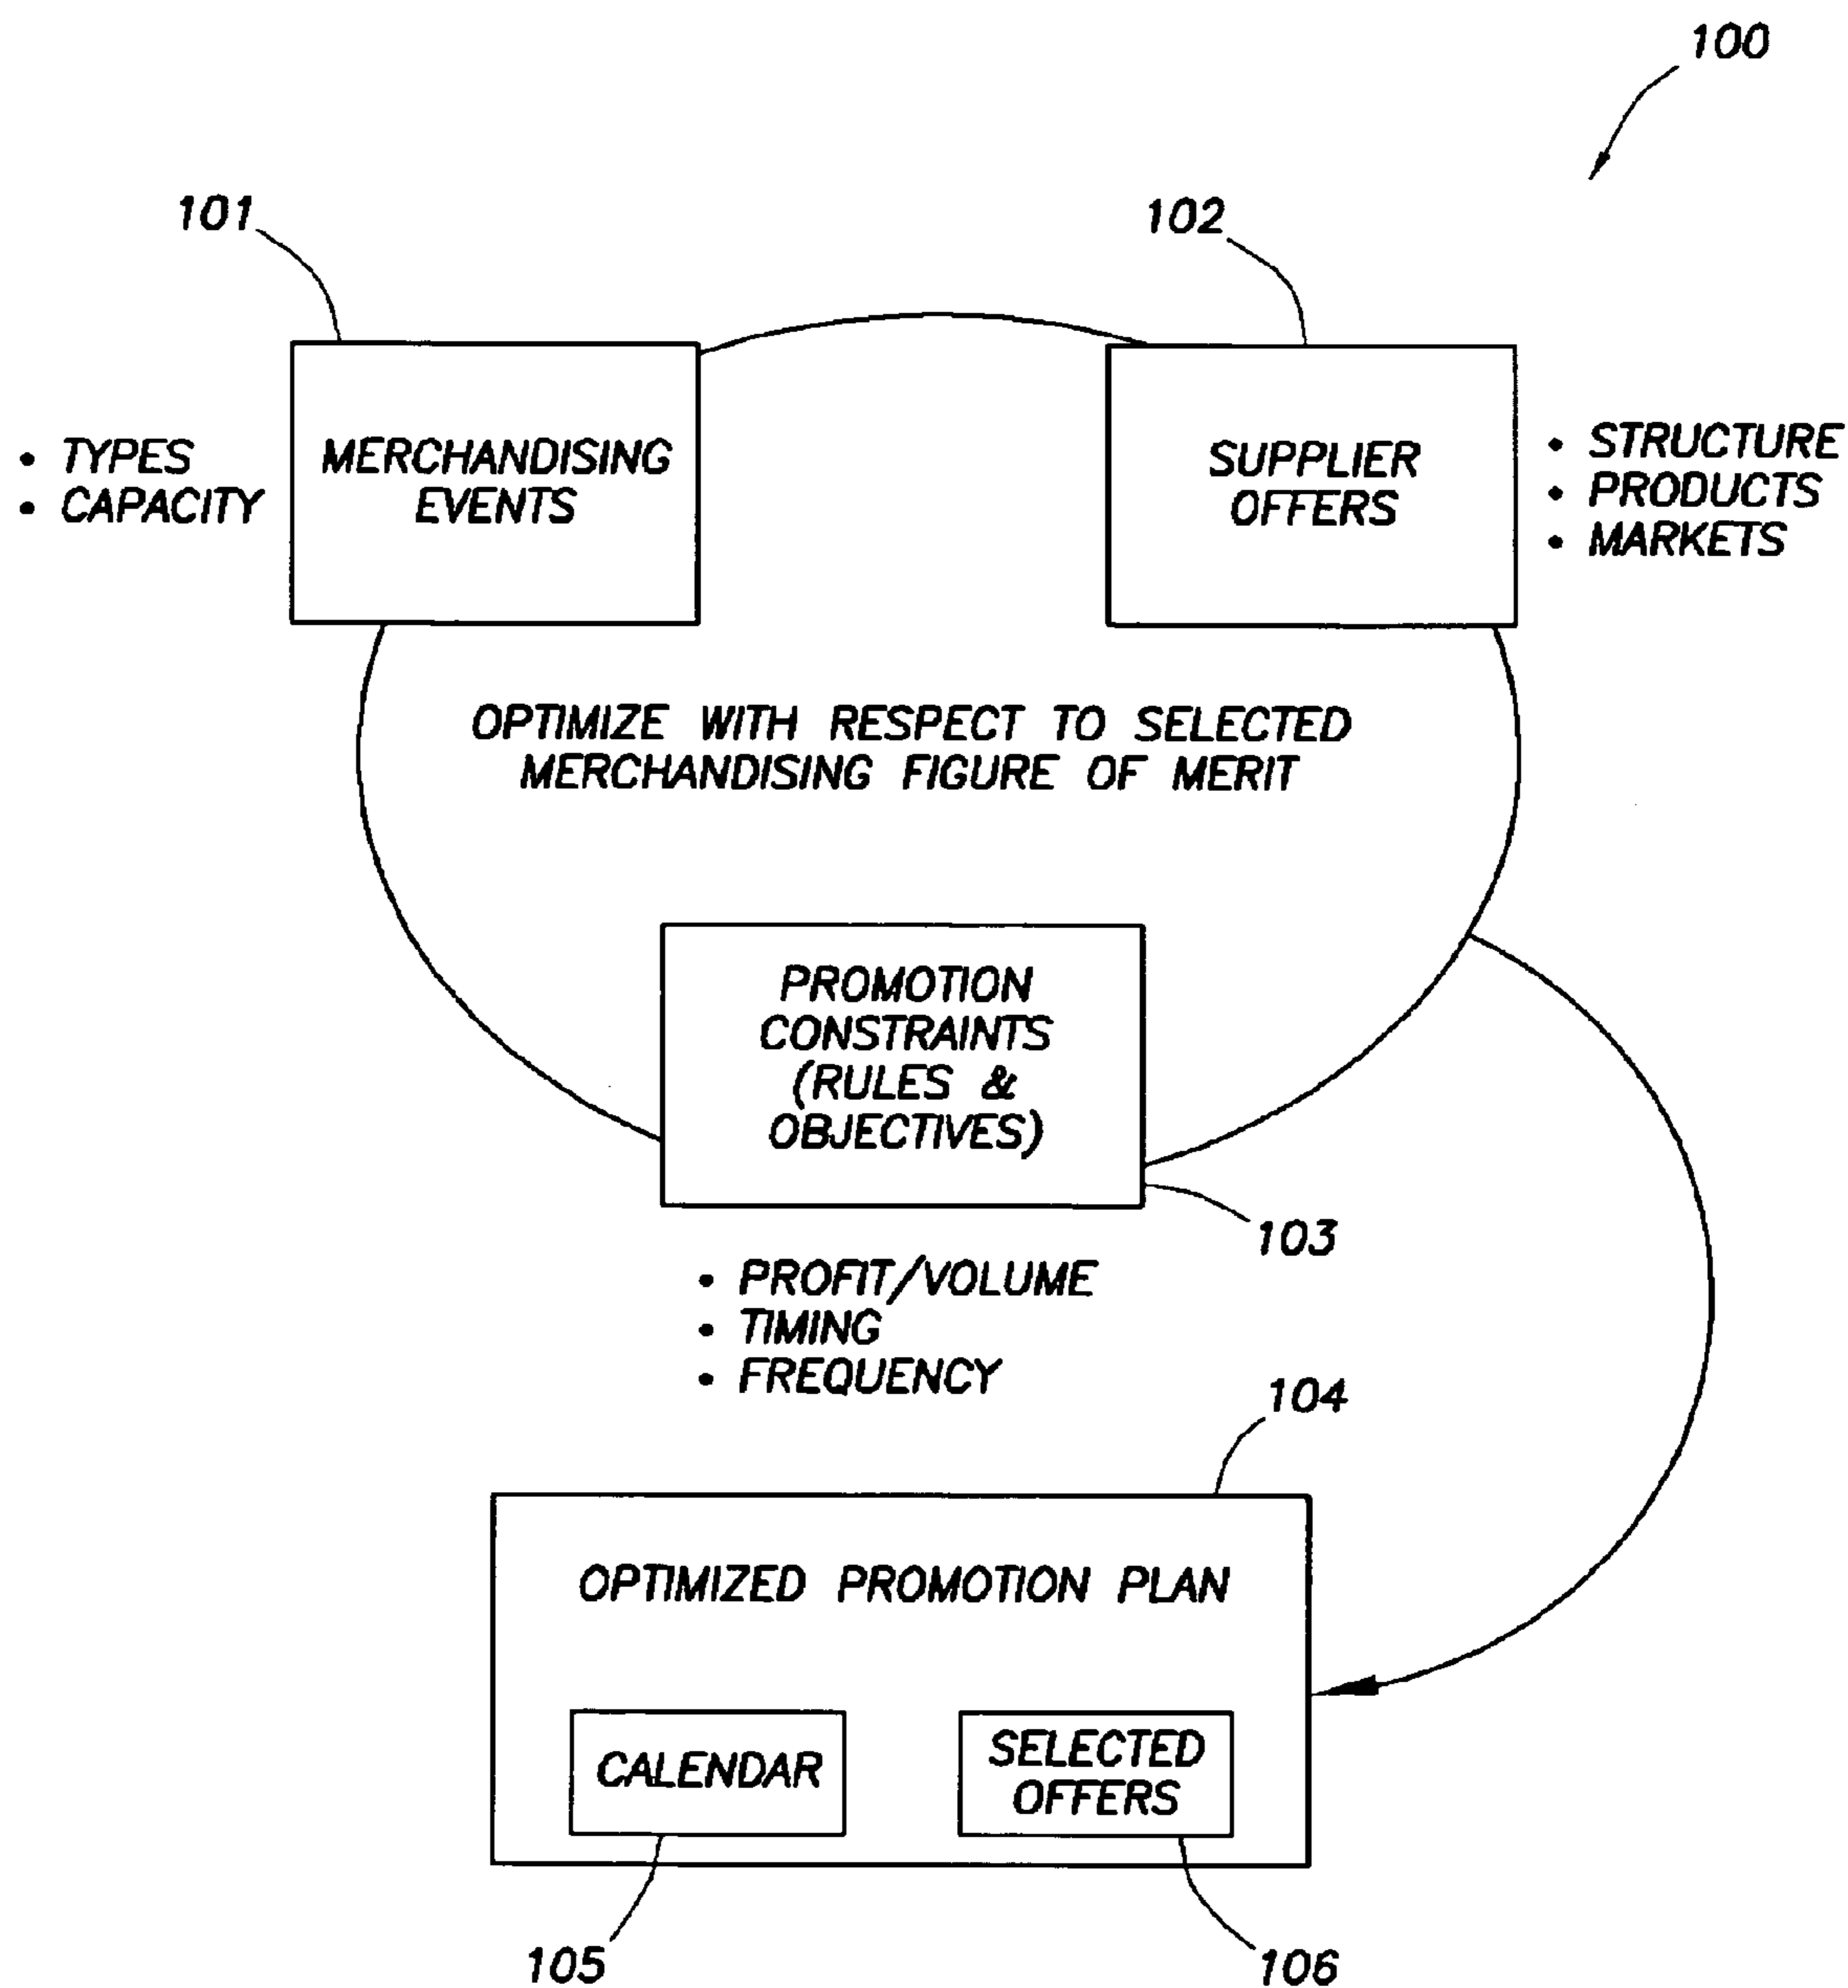 100
101
102
• TYPES
• CAPACITY
MERCHANDISING
EVENTS
SUPPLIER
OFFERS
• STRUCTURE
• PRODUCTS
• MARKETS
OPTIMIZE WITH RESPECT TO SELECTED
MERCHANDISING FIGURE OF MERIT
PROMOTION
CONSTRAINTS
(RULES &
OBJECTIVES)
103
• PROFIT/VOLUME
• TIMING
• FREQUENCY
104
OPTIMIZED PROMOTION PLAN
CALENDAR
SELECTED
OFFERS
105
106